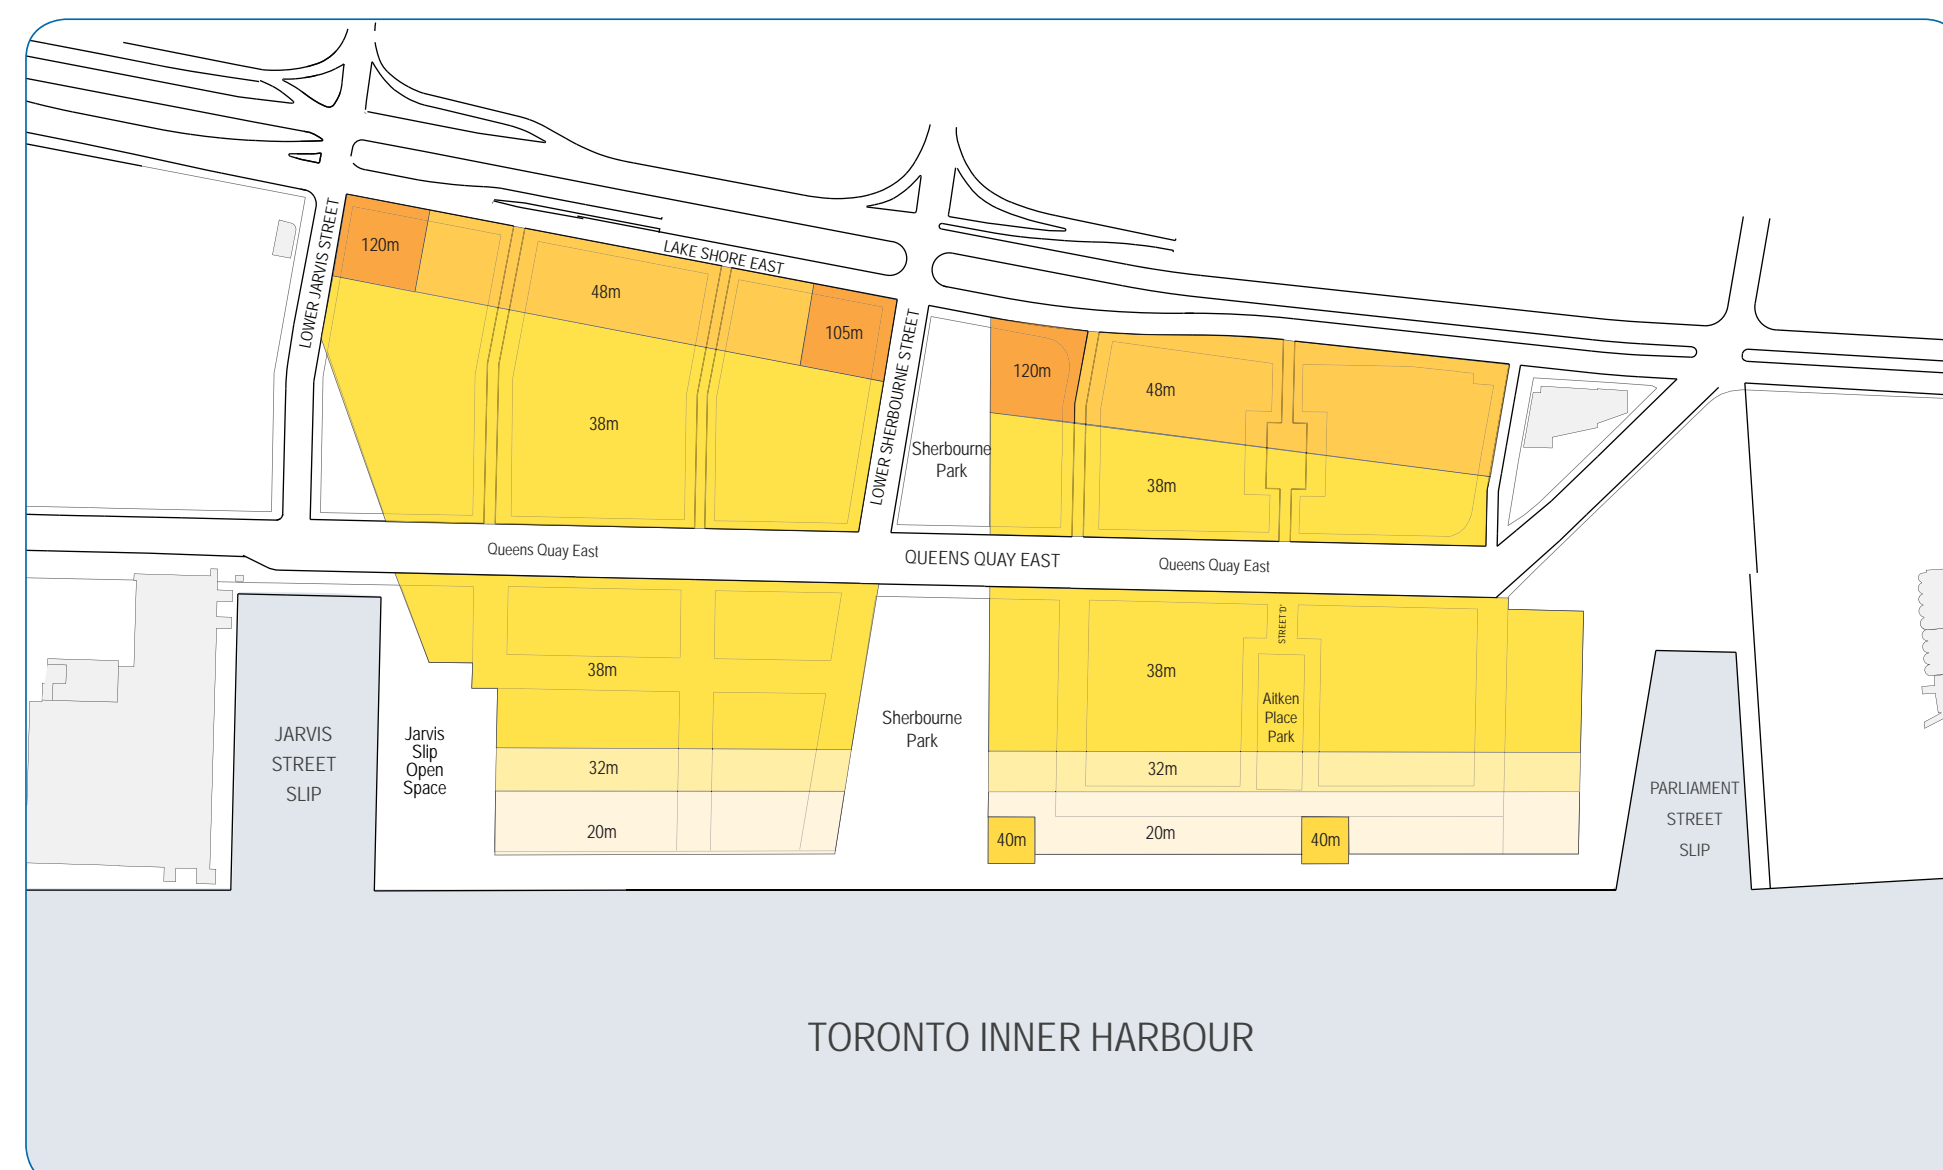 LOWER JARVIS STREET
120m
48m
LAKE SHORE EAST
105m
38m
LOWER SHERBOURNE STREET
Sherbourne
Park
120m
48m
38m
Queens Quay East
QUEENS QUAY EAST
Queens Quay East
JARVIS
STREET
SLIP
Jarvis
Slip
Open
Space
38m
32m
20m
Sherbourne
Park
38m
STREET 'D'
Aitken
Place
Park
32m
40m
20m
40m
PARLIAMENT
STREET
SLIP
TORONTO INNER HARBOUR